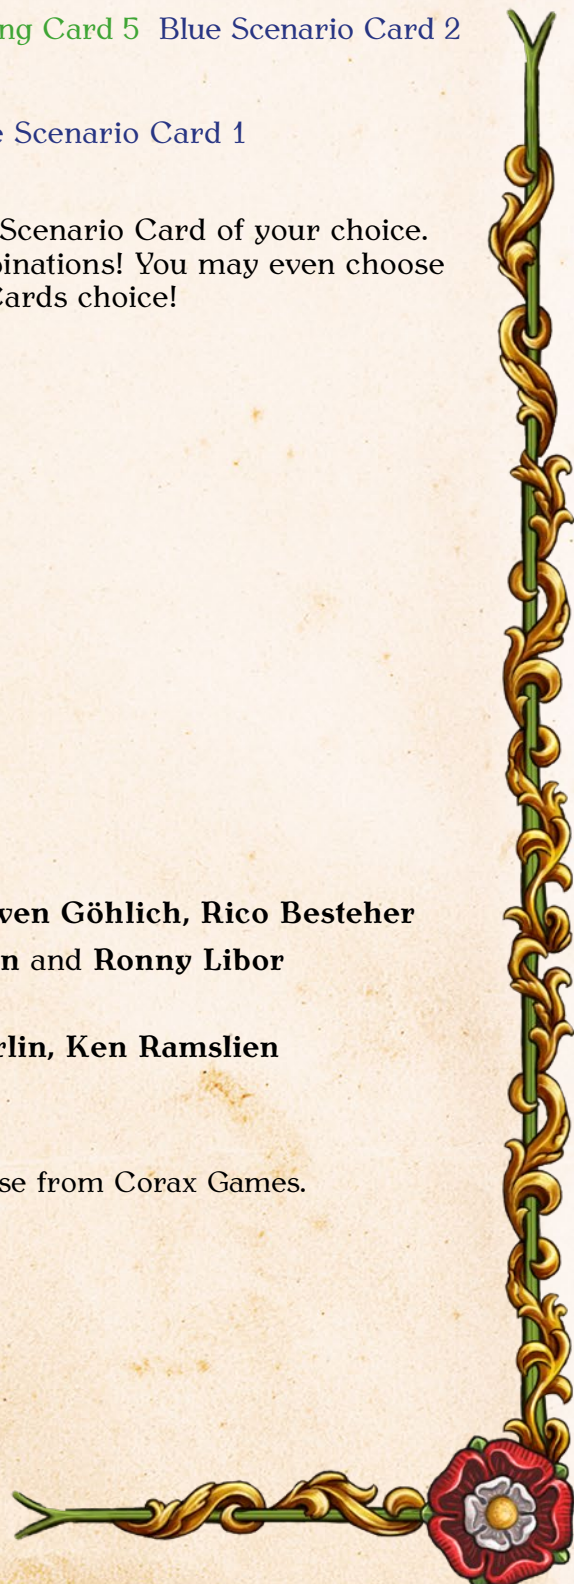 ng Card 5 Blue Scenario Card 2
e Scenario Card 1
Scenario Card of your choice.
binations! You may even choose
Cards choice!
ven Göhlich, Rico Besteher
n and Ronny Libor
rlin, Ken Ramslien
se from Corax Games.